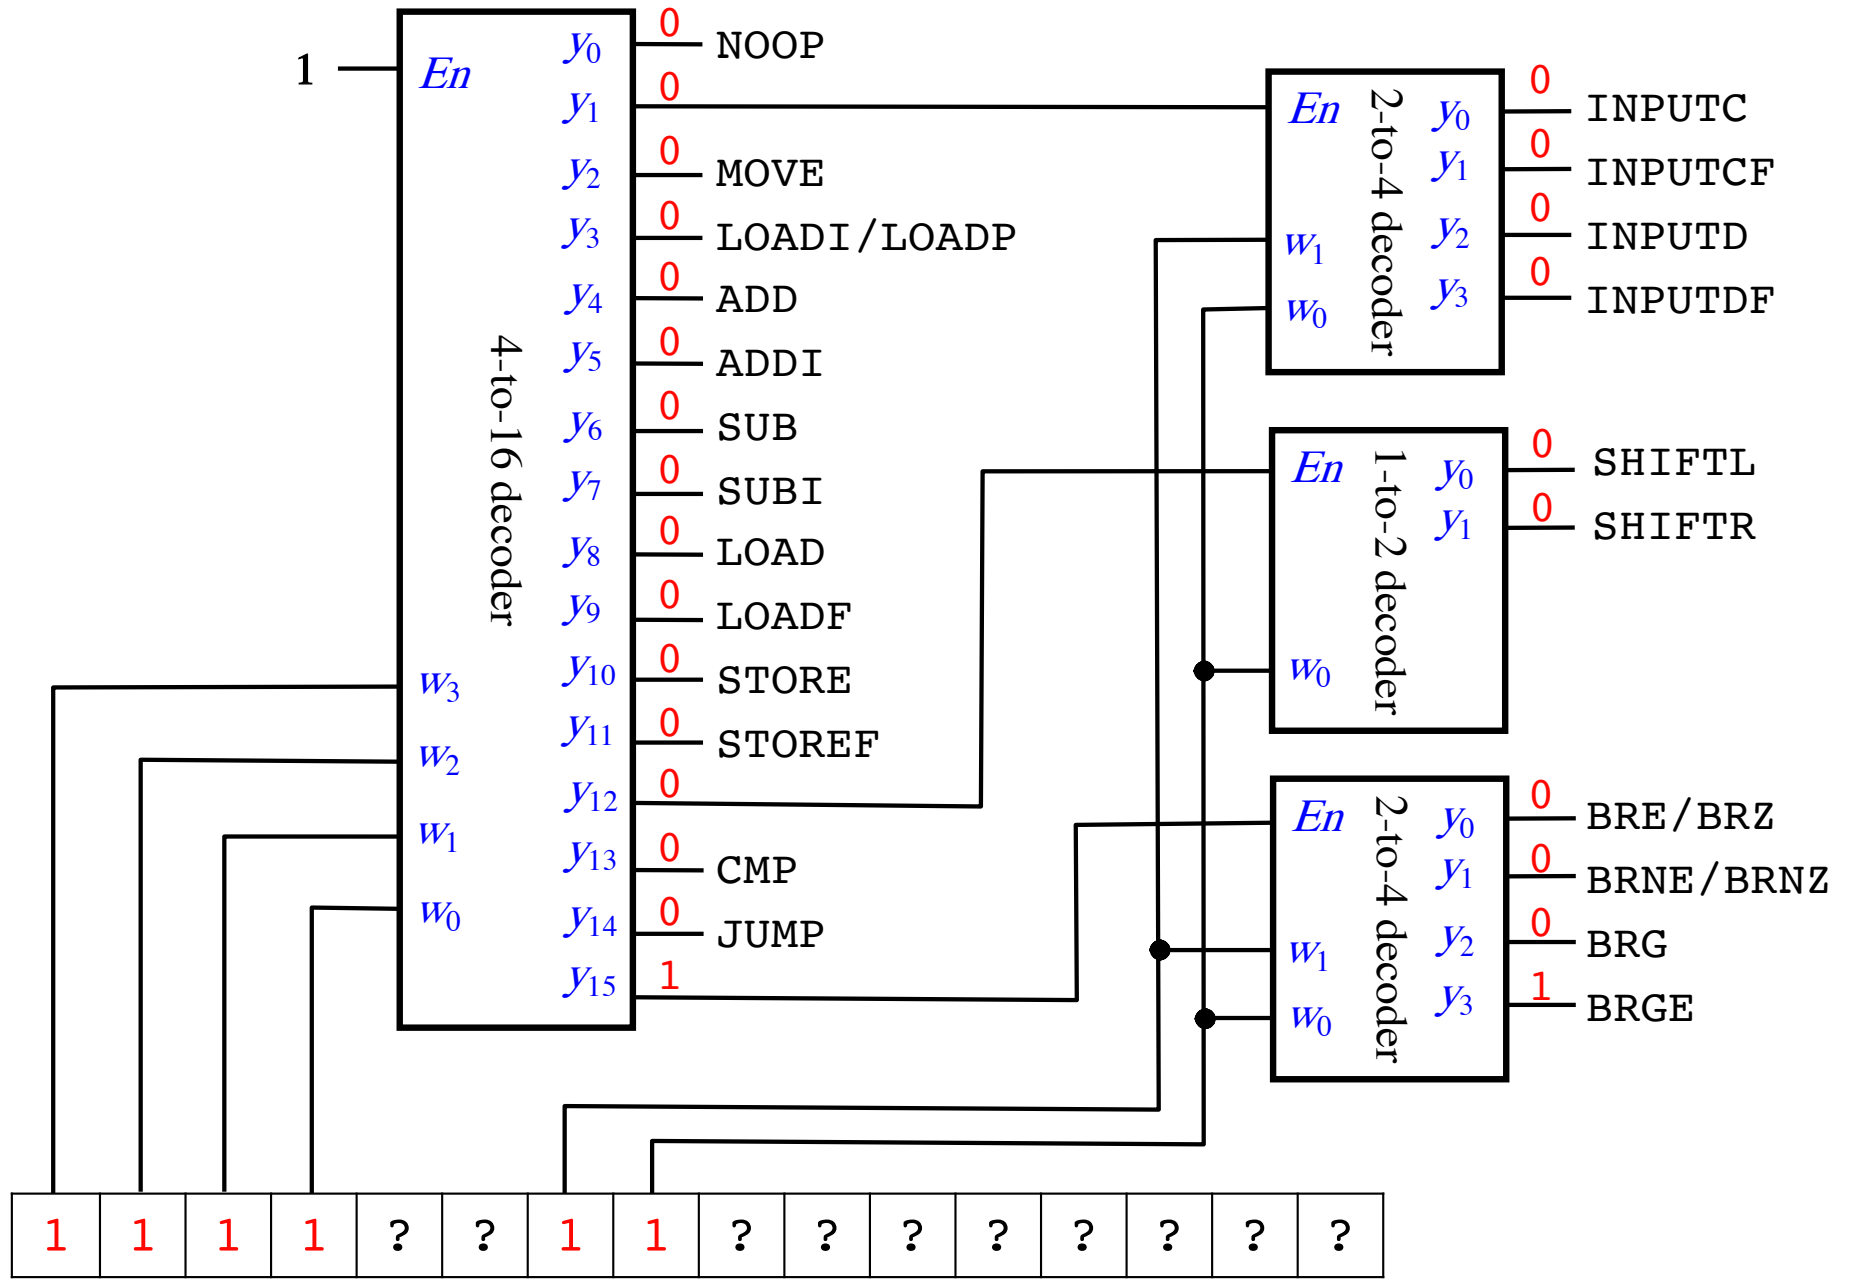 1 En
4-to-16 decoder
w3
w2
w1
w0
y0 0 NOOP
y1 0
y2 0 MOVE
y3 0 LOADI/LOADP
y4 0 ADD
y5 0 ADDI
y6 0 SUB
y7 0 SUBI
y8 0 LOAD
y9 0 LOADF
y10 0 STORE
y11 0 STOREF
y12 0
y13 0 CMP
y14 0 JUMP
y15 1
En
w1
w0
2-to-4 decoder
y0 0 INPUTC
y1 0 INPUTCF
y2 0 INPUTD
y3 0 INPUTDF
En
w0
1-to-2 decoder
y0 0 SHIFTL
y1 0 SHIFTR
En
w1
w0
2-to-4 decoder
y0 0 BRE/BRZ
y1 0 BRNE/BRNZ
y2 0 BRG
y3 1 BRGE
1 1 1 1 ? ? 1 1 ? ? ? ? ? ? ? ?